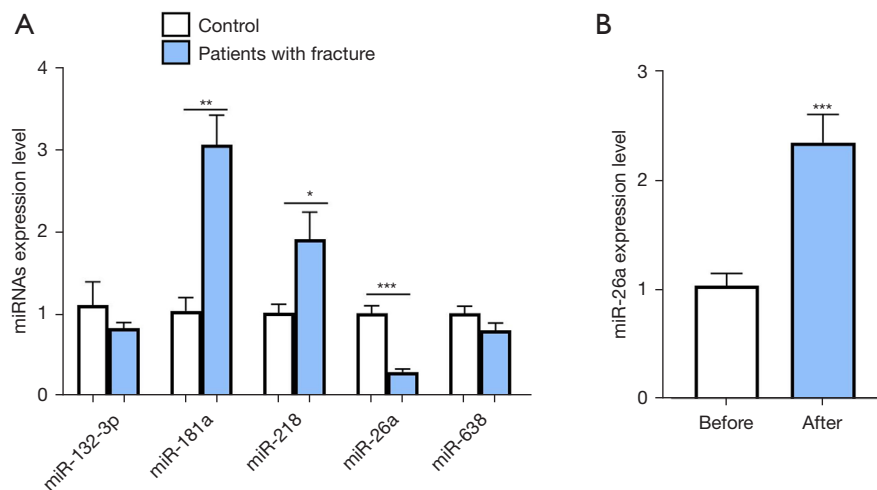 A
Control
Patients with fracture
miRNAs expression level
4
3
2
1
0
**
*
***
miR-132-3p
miR-181a
miR-218
miR-26a
miR-638
B
miR-26a expression level
3
2
1
0
***
Before
After